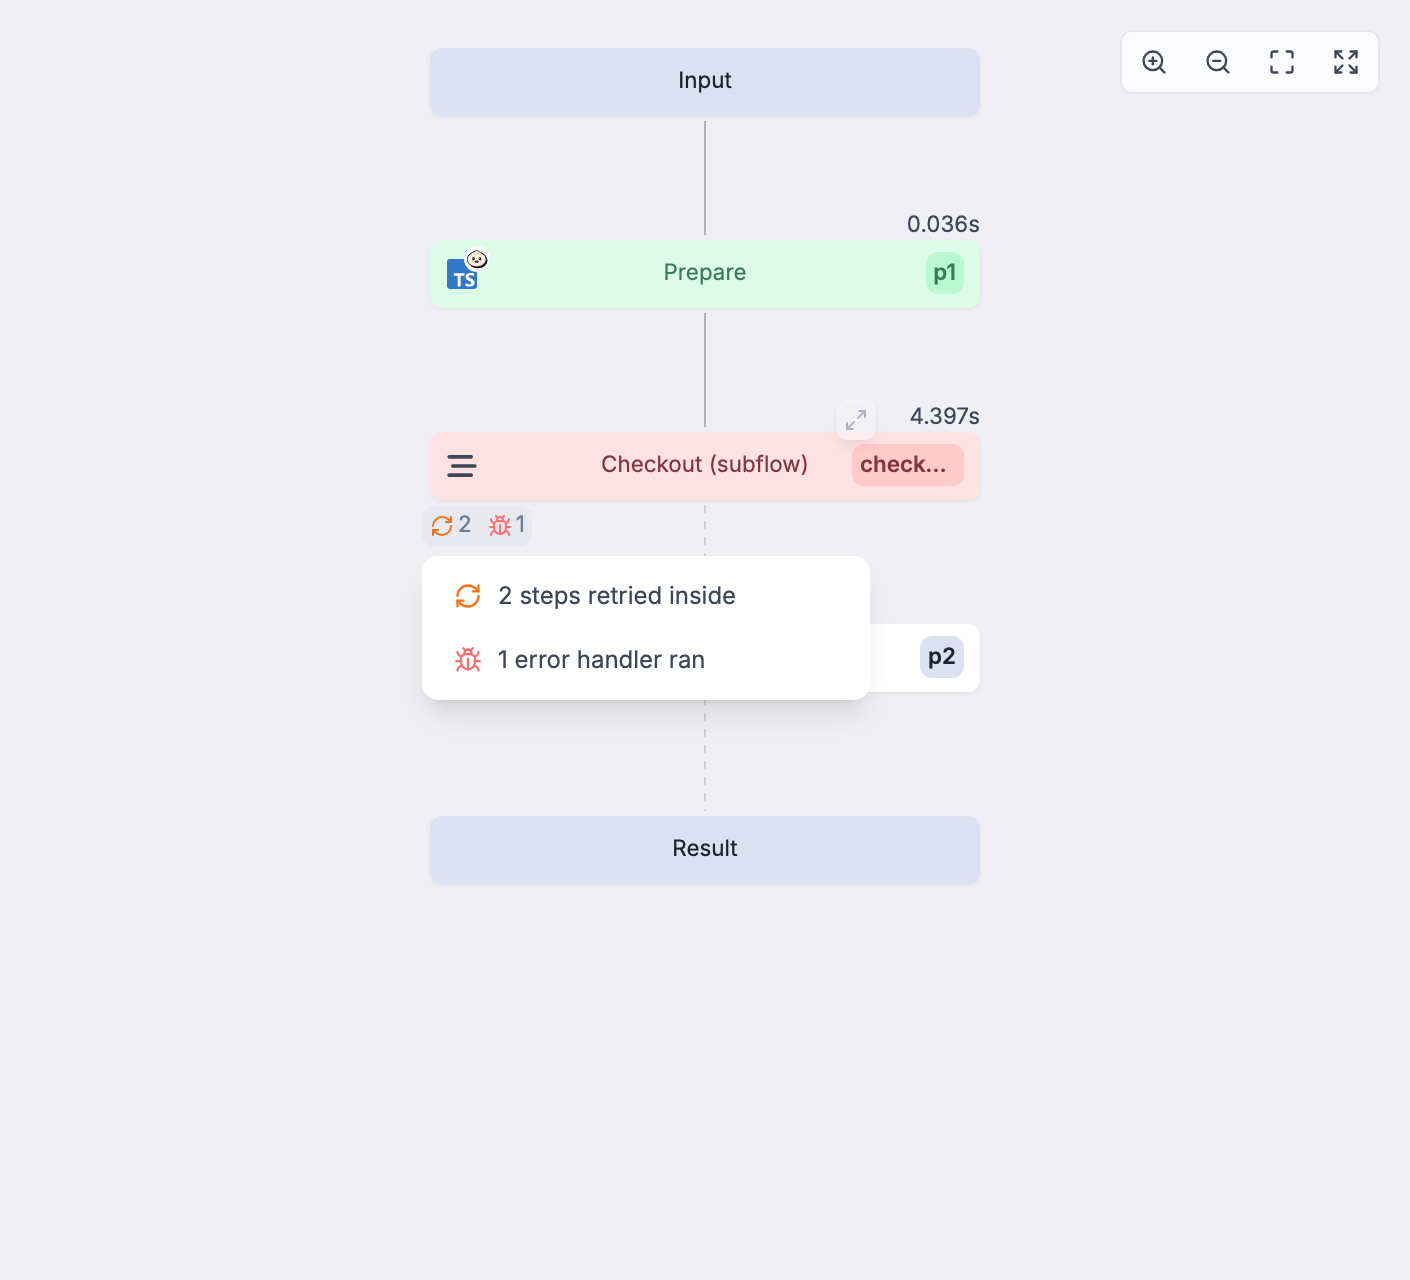 Input
0.036s
TS
Prepare
p1
4.397s
Checkout (subflow)
check...
2
1
2 steps retried inside
1 error handler ran
p2
Result